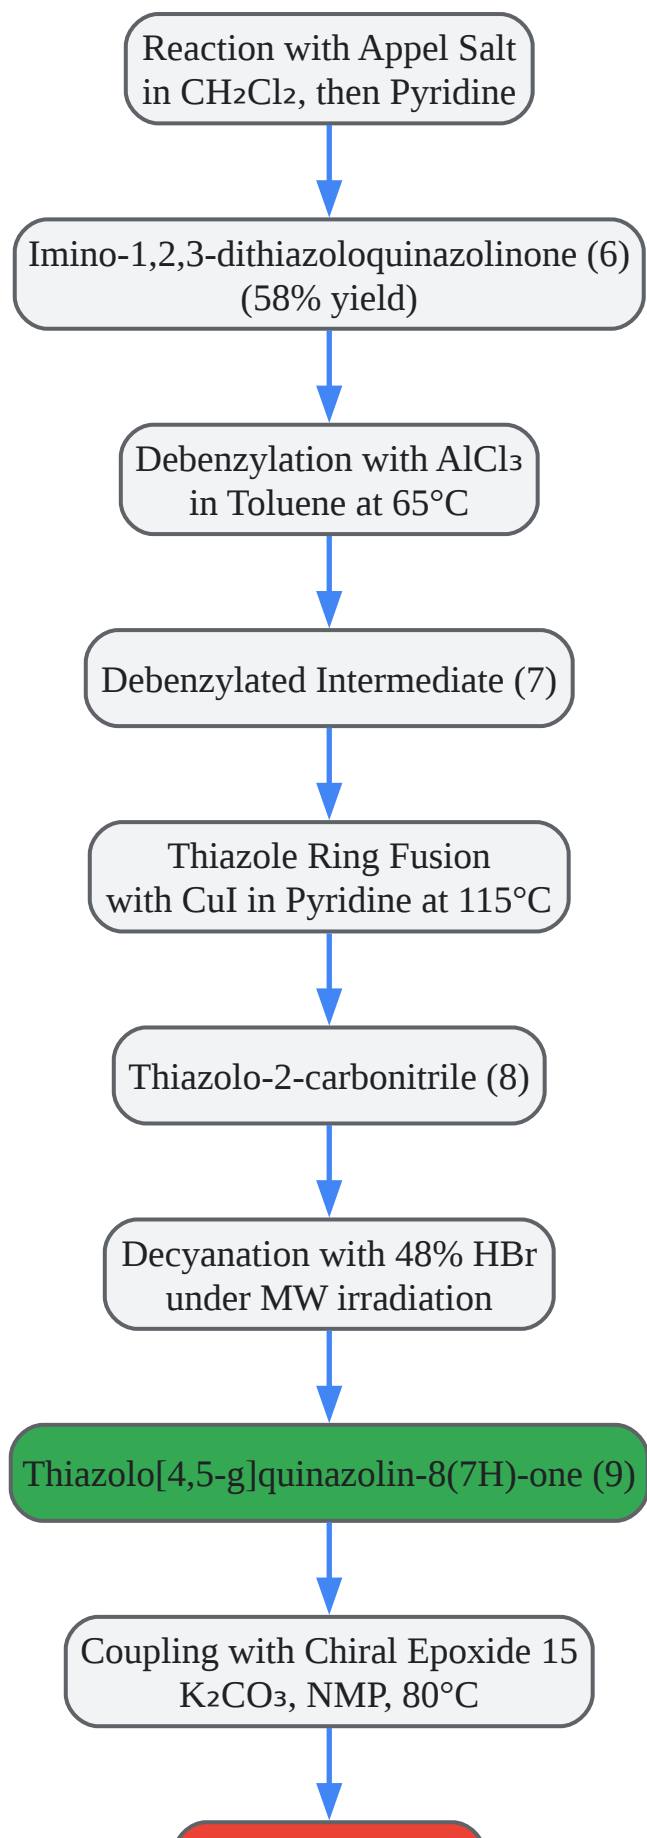 Reaction with Appel Salt
in CH₂Cl₂, then Pyridine
Imino-1,2,3-dithiazoloquinazolinone (6)
(58% yield)
Debenzylation with AlCl₃
in Toluene at 65°C
Debenzylated Intermediate (7)
Thiazole Ring Fusion
with CuI in Pyridine at 115°C
Thiazolo-2-carbonitrile (8)
Decyanation with 48% HBr
under MW irradiation
Thiazolo[4,5-g]quinazolin-8(7H)-one (9)
Coupling with Chiral Epoxide 15
K₂CO₃, NMP, 80°C